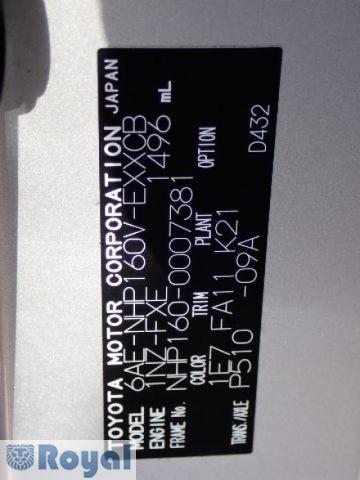 TOYOTA MOTOR CORPORATION JAPAN
MODEL 6AE-NHP160V-EXXCB
ENGINE 1NZ-FXE 1496 mL
FRAME No. NHP160-0007381
COLOR TRIM PLANT OPTION
1E7 FA11 K21
TRANS./AXLE P510 -09A D432
Royal